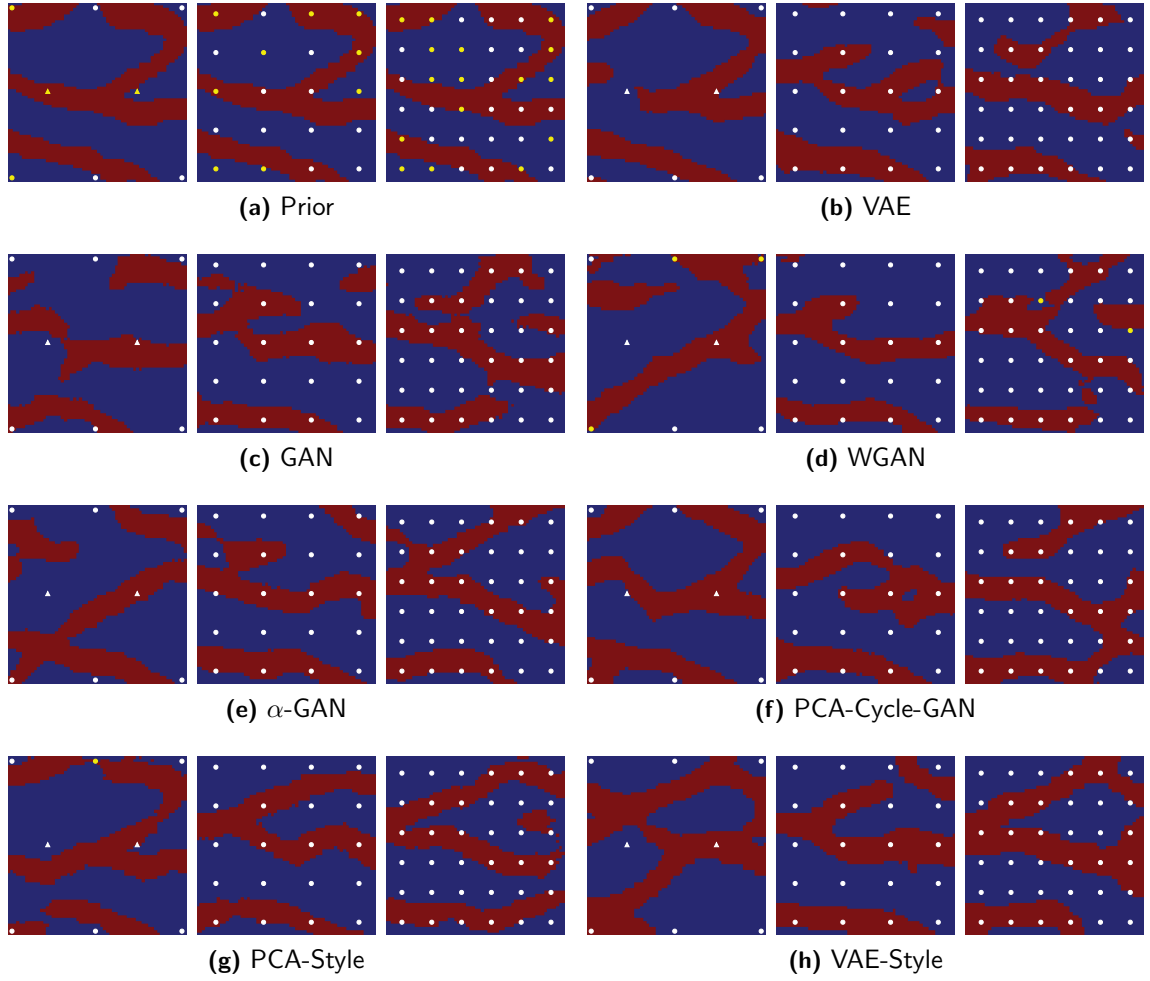 (a) Prior
(b) VAE
(c) GAN
(d) WGAN
(e) α-GAN
(f) PCA-Cycle-GAN
(g) PCA-Style
(h) VAE-Style